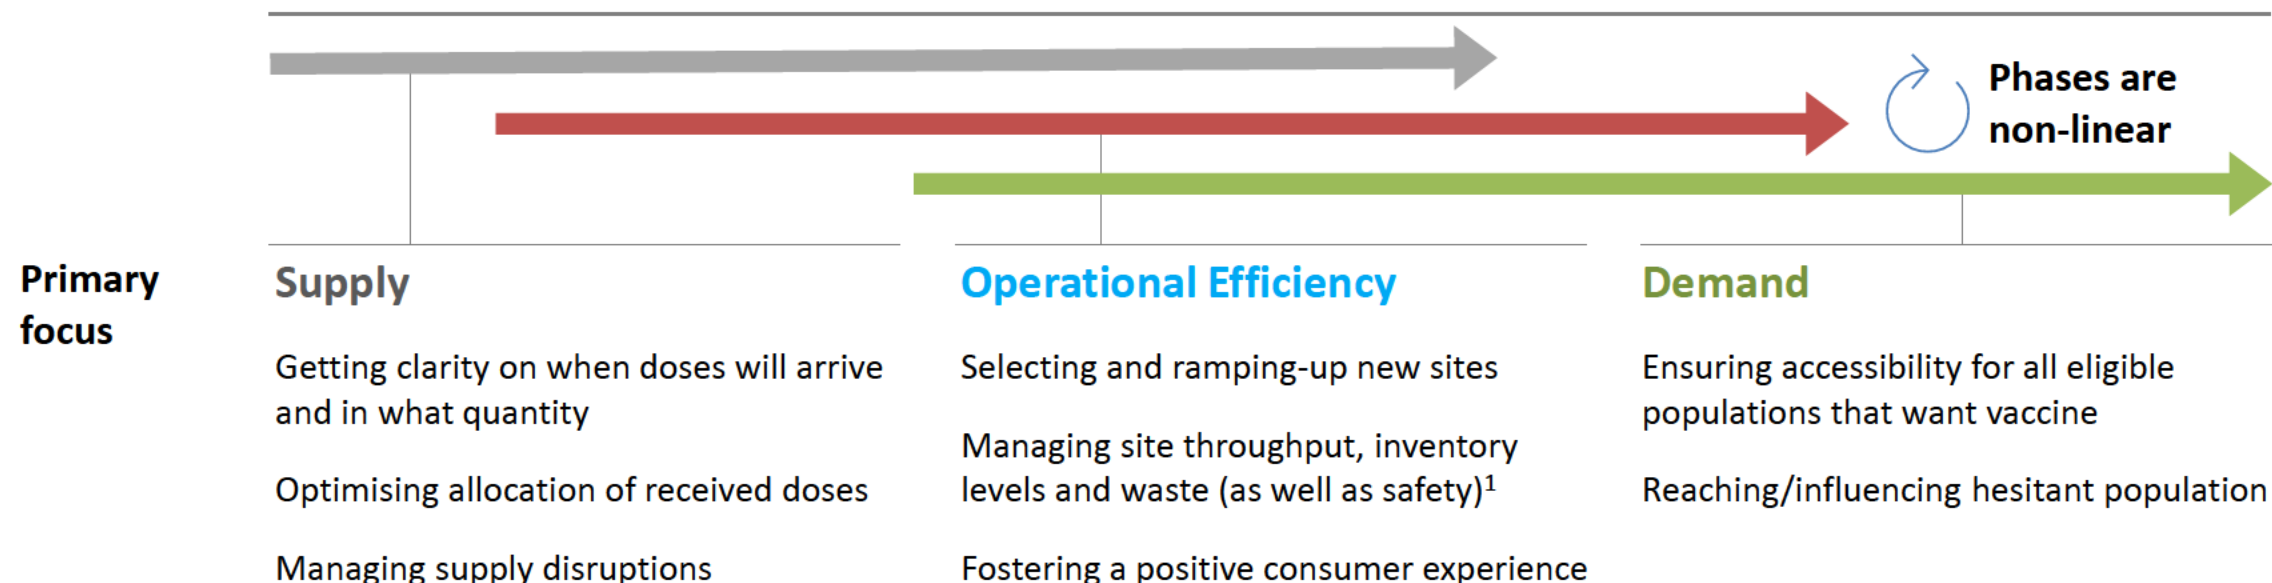 Phases are
non-linear
Primary
focus
Supply
Getting clarity on when doses will arrive
and in what quantity
Optimising allocation of received doses
Managing supply disruptions
Operational Efficiency
Selecting and ramping-up new sites
Managing site throughput, inventory
levels and waste (as well as safety)¹
Fostering a positive consumer experience
Demand
Ensuring accessibility for all eligible
populations that want vaccine
Reaching/influencing hesitant population